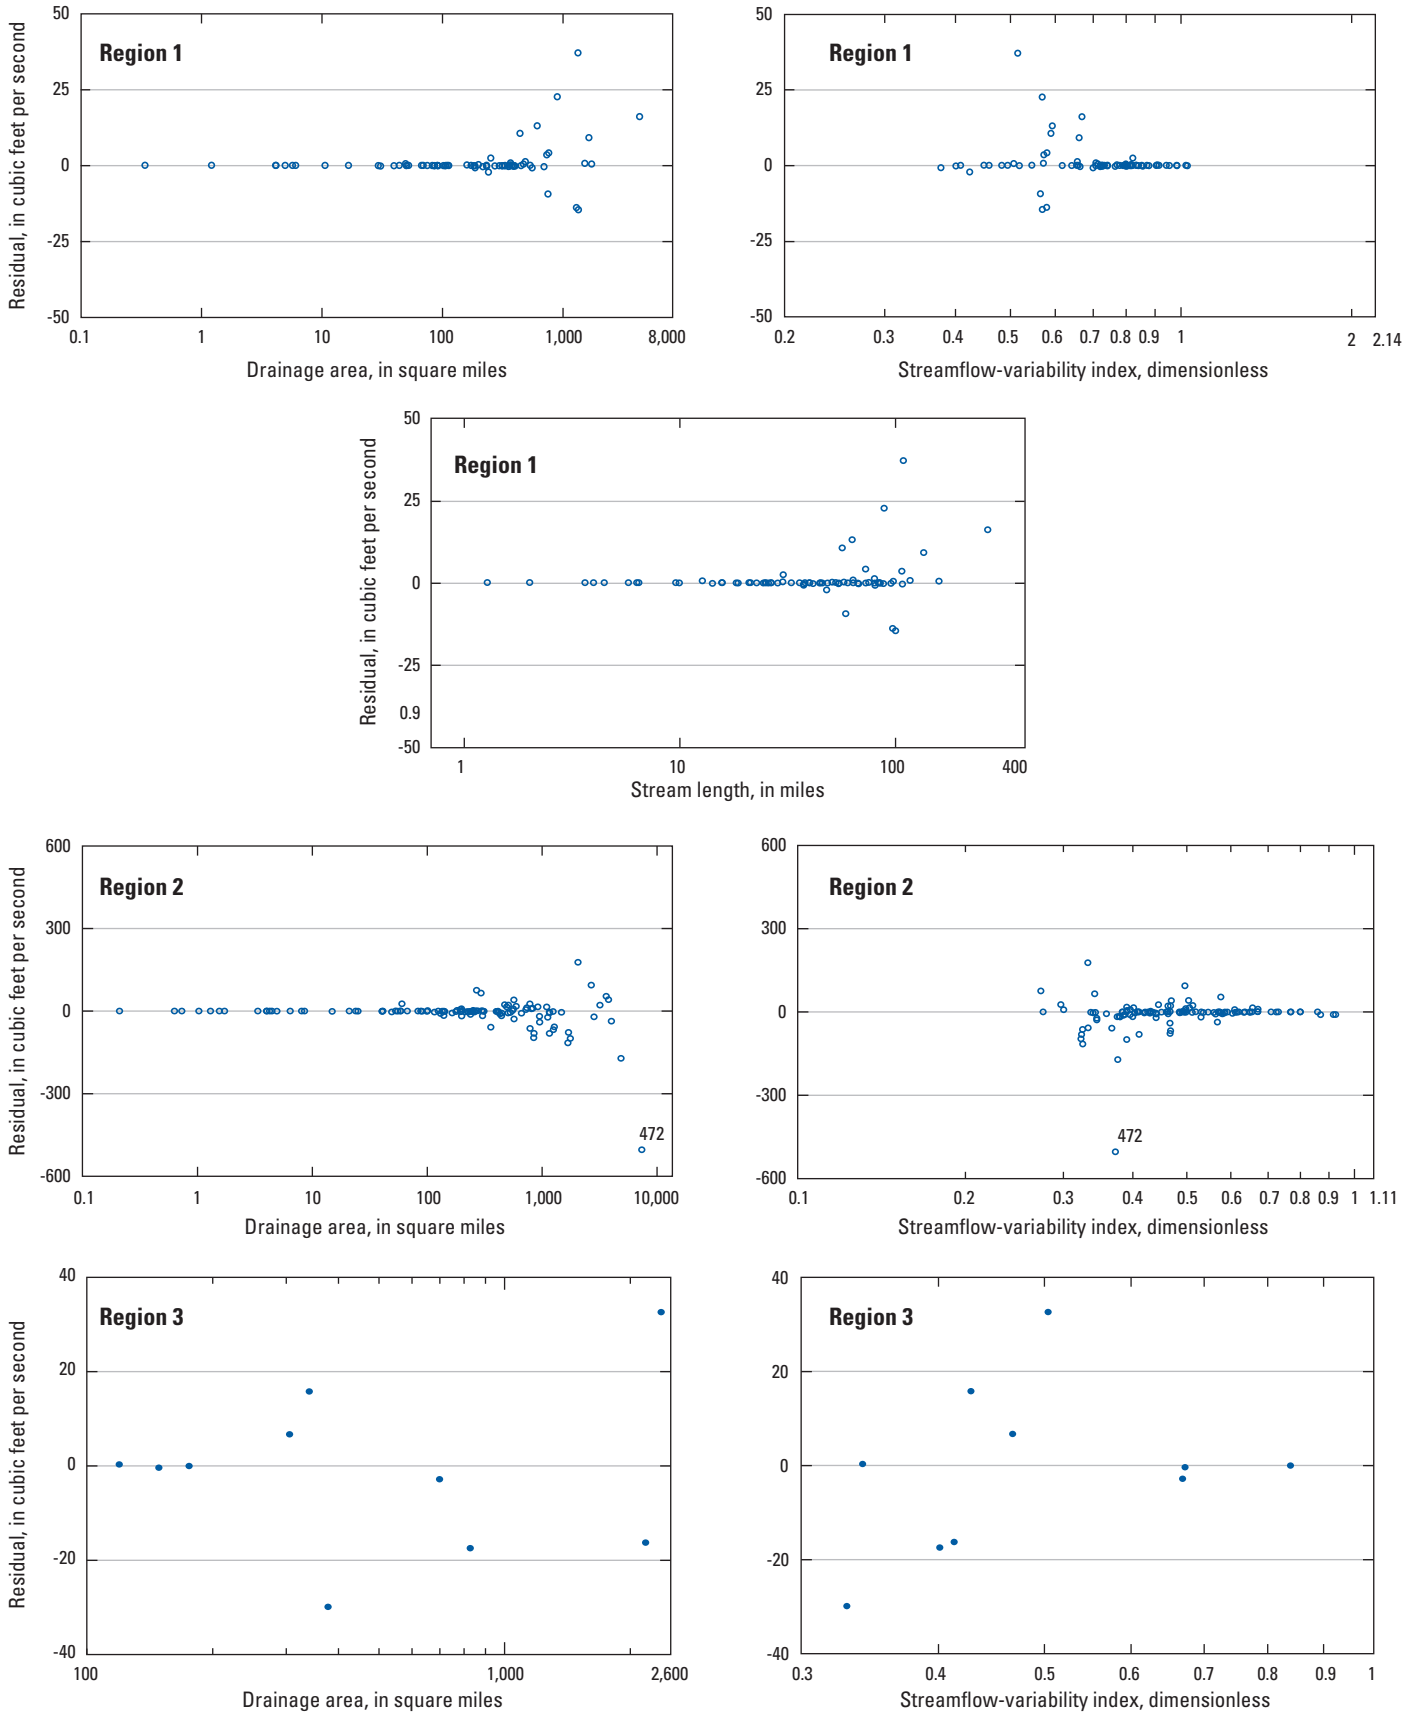 Region 1
50
25
0
-25
-50
Residual, in cubic feet per second
0.1 1 10 100 1,000 8,000
Drainage area, in square miles
Region 1
50
25
0
-25
-50
0.2 0.3 0.4 0.5 0.6 0.7 0.8 0.9 1 2 2.14
Streamflow-variability index, dimensionless
Region 1
50
25
0
-25
0.9
-50
Residual, in cubic feet per second
1 10 100 400
Stream length, in miles
Region 2
600
300
0
-300
-600
Residual, in cubic feet per second
472
0.1 1 10 100 1,000 10,000
Drainage area, in square miles
Region 2
600
300
0
-300
-600
472
0.1 0.2 0.3 0.4 0.5 0.6 0.7 0.8 0.9 1 1.11
Streamflow-variability index, dimensionless
Region 3
40
20
0
-20
-40
Residual, in cubic feet per second
100 1,000 2,600
Drainage area, in square miles
Region 3
40
20
0
-20
-40
0.3 0.4 0.5 0.6 0.7 0.8 0.9 1
Streamflow-variability index, dimensionless